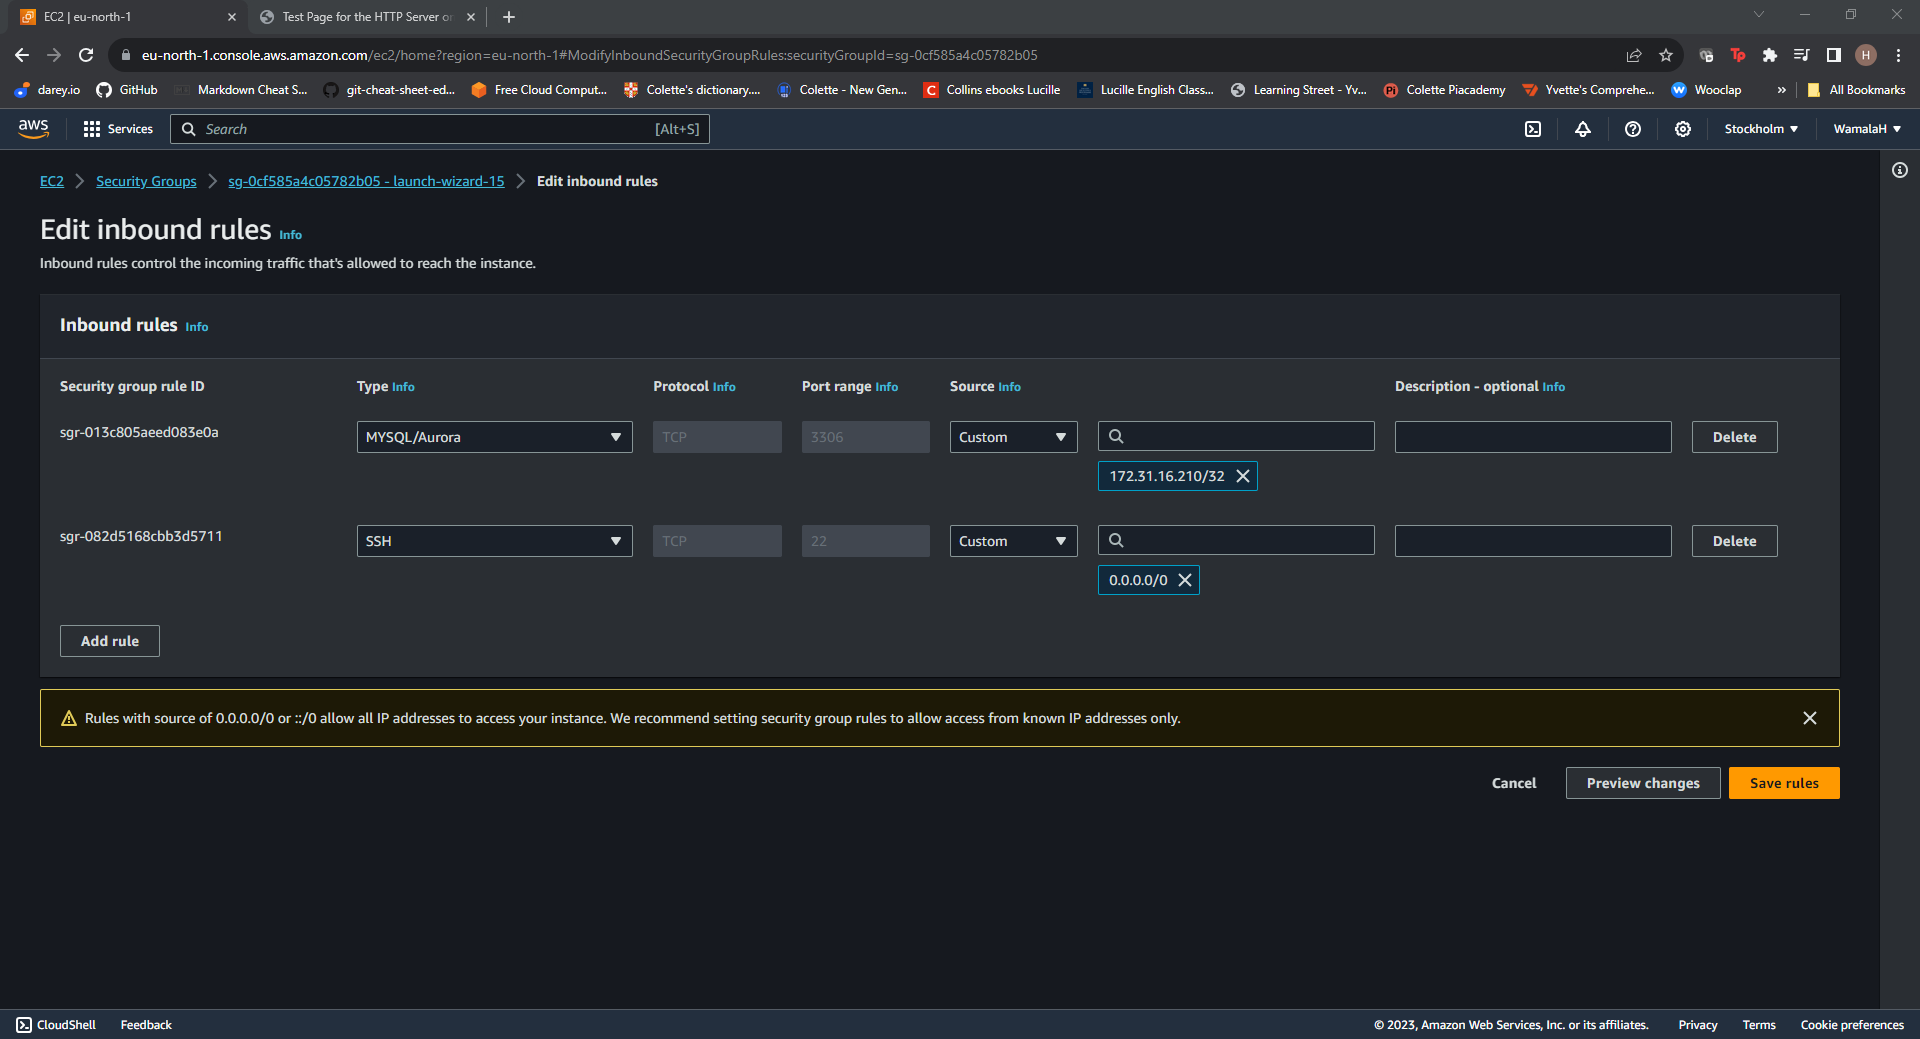 EC2 | eu-north-1
Test Page for the HTTP Server o
eu-north-1.console.aws.amazon.com/ec2/home?region=eu-north-1#ModifyInboundSecurityGroupRules:securityGroupId=sg-0cf585a4c05782b05
Tp
H
darey.io GitHub Markdown Cheat S... git-cheat-sheet-ed... Free Cloud Comput... Colette's dictionary.... Colette - New Gen... Collins ebooks Lucille Lucille English Class... Learning Street - Yv... Colette Piacademy Yvette's Comprehe... Wooclap » All Bookmarks
aws Services Search [Alt+S] Stockholm WamalaH
EC2 Security Groups sg-0cf585a4c05782b05 - launch-wizard-15 Edit inbound rules
Edit inbound rules Info
Inbound rules control the incoming traffic that's allowed to reach the instance.
Inbound rules Info
Security group rule ID Type Info Protocol Info Port range Info Source Info Description - optional Info
sgr-013c805aeed083e0a MYSQL/Aurora TCP 3306 Custom Delete
172.31.16.210/32
sgr-082d5168cbb3d5711 SSH TCP 22 Custom Delete
0.0.0.0/0
Add rule
Rules with source of 0.0.0.0/0 or ::/0 allow all IP addresses to access your instance. We recommend setting security group rules to allow access from known IP addresses only.
Cancel Preview changes Save rules
CloudShell Feedback © 2023, Amazon Web Services, Inc. or its affiliates. Privacy Terms Cookie preferences